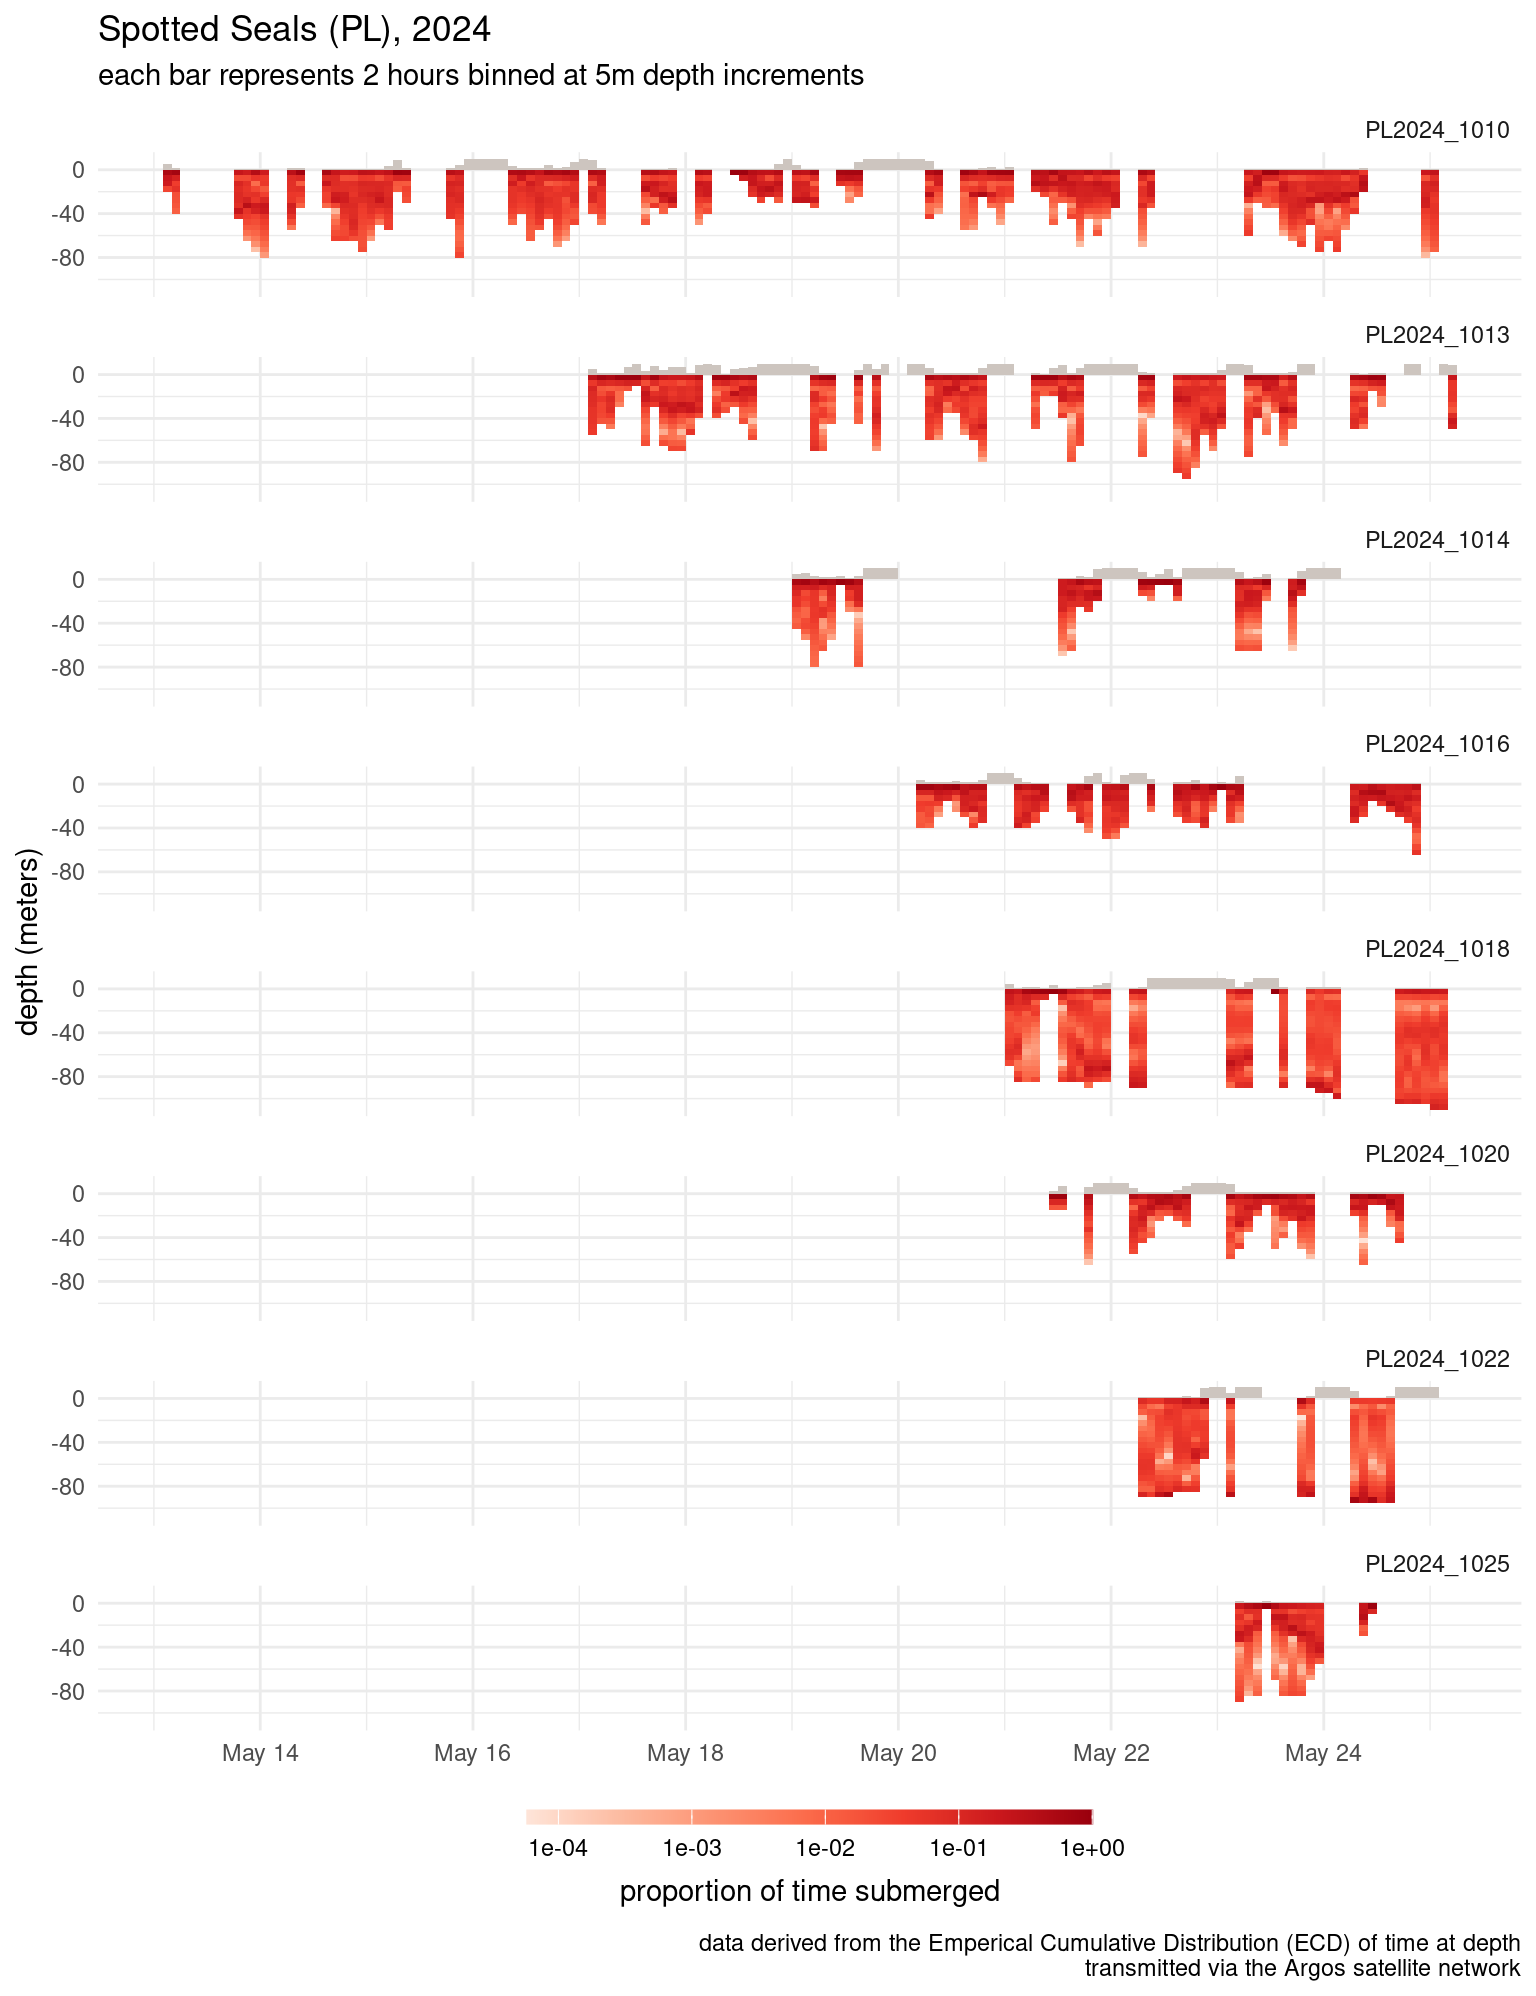 Spotted Seals (PL), 2024
each bar represents 2 hours binned at 5m depth increments
PL2024_1010
0
-40
-80
PL2024_1013
0
-40
-80
PL2024_1014
0
-40
-80
PL2024_1016
0
-40
-80
depth (meters)
PL2024_1018
0
-40
-80
PL2024_1020
0
-40
-80
PL2024_1022
0
-40
-80
PL2024_1025
0
-40
-80
May 14 May 16 May 18 May 20 May 22 May 24
1e-04 1e-03 1e-02 1e-01 1e+00
proportion of time submerged
data derived from the Emperical Cumulative Distribution (ECD) of time at depth
transmitted via the Argos satellite network